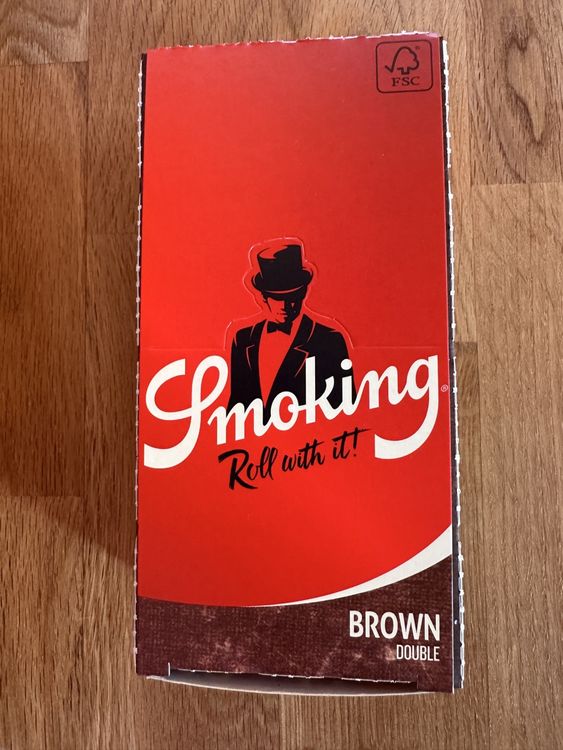 FSC
Smoking®
Roll with it!
BROWN
DOUBLE